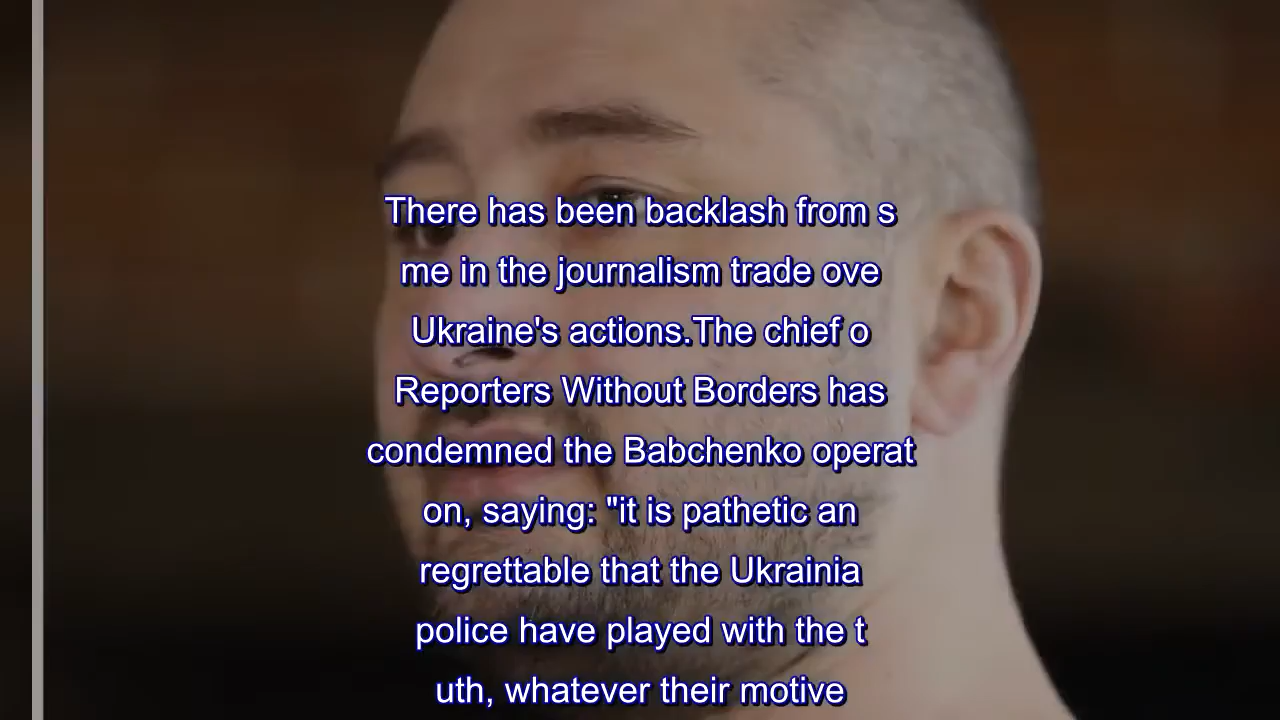 There has been backlash from s
me in the journalism trade ove
Ukraine's actions.The chief o
Reporters Without Borders has
condemned the Babchenko operat
on, saying: "it is pathetic an
regrettable that the Ukrainia
police have played with the t
uth, whatever their motive